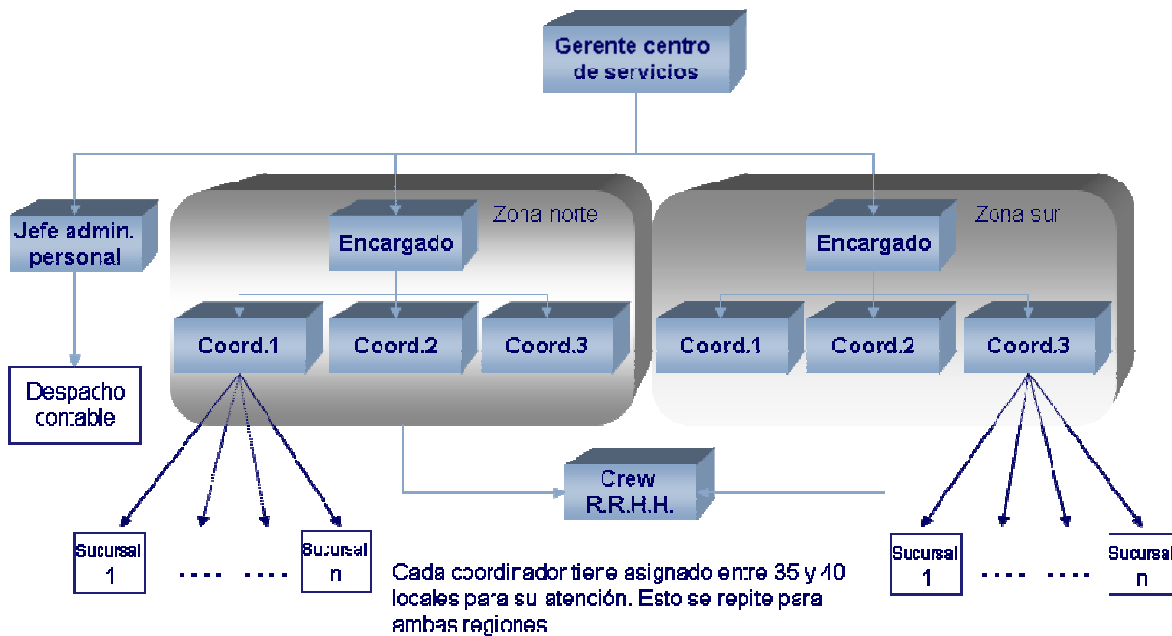 Gerente centro
de servicios
Jefe admin.
personal
Zona norte
Encargado
Zona sur
Encargado
Coord.1
Coord.2
Coord.3
Coord.1
Coord.2
Coord.3
Despacho
contable
Crew
R.R.H.H.
Sucursal
1
..... ....
Sucursal
n
Sucursal
1
..... ....
Sucursal
n
Cada coordinador tiene asignado entre 35 y 40
locales para su atención. Esto se repite para
ambas regiones